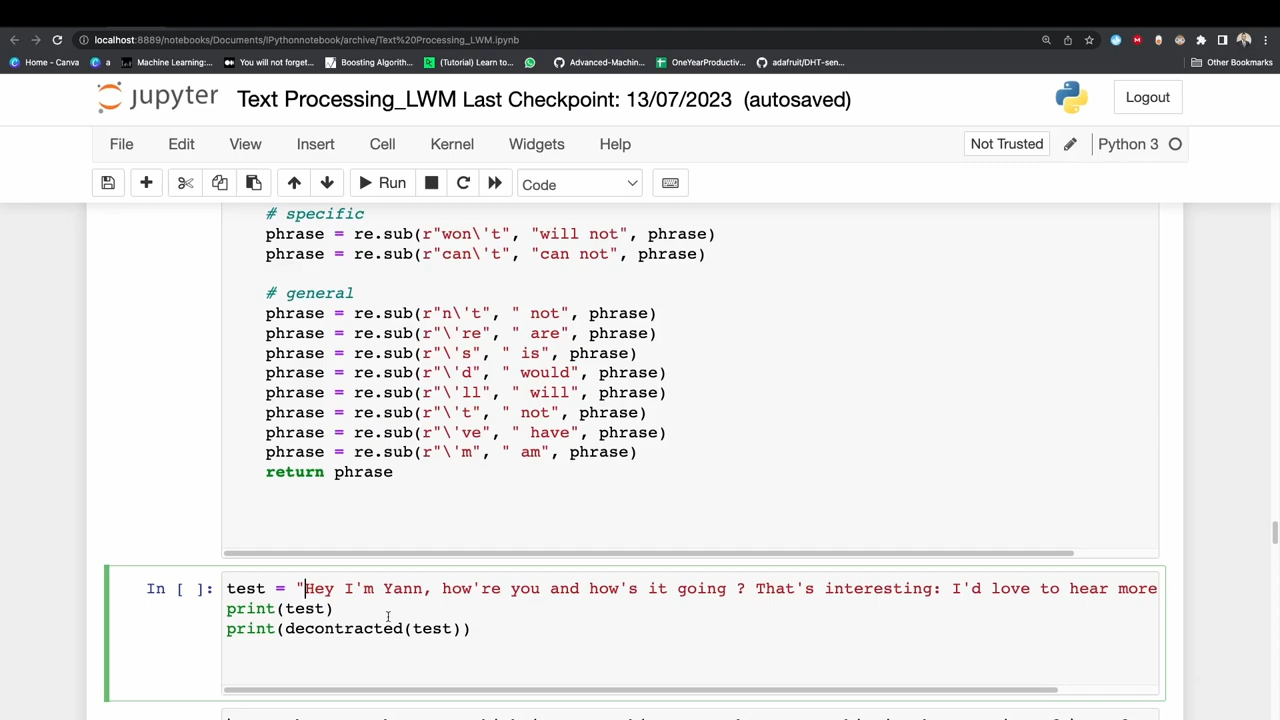 localhost:8889/notebooks/Documents/IPythonnotebook/archive/Text%20Processing_LWM.ipynb
Home - Canva a Machine Learning:... You will not forget... Boosting Algorith... (Tutorial) Learn to... Advanced-Machin... OneYearProductiv... adafruit/DHT-sen... Other Bookmarks
jupyter Text Processing_LWM Last Checkpoint: 13/07/2023 (autosaved) Logout
File Edit View Insert Cell Kernel Widgets Help Not Trusted Python 3
Run Code
# specific
phrase = re.sub(r"won\'t", "will not", phrase)
phrase = re.sub(r"can\'t", "can not", phrase)
# general
phrase = re.sub(r"n\'t", " not", phrase)
phrase = re.sub(r"\'re", " are", phrase)
phrase = re.sub(r"\'s", " is", phrase)
phrase = re.sub(r"\'d", " would", phrase)
phrase = re.sub(r"\'ll", " will", phrase)
phrase = re.sub(r"\'t", " not", phrase)
phrase = re.sub(r"\'ve", " have", phrase)
phrase = re.sub(r"\'m", " am", phrase)
return phrase
In [ ]: test = "Hey I'm Yann, how're you and how's it going ? That's interesting: I'd love to hear more
print(test)
print(decontracted(test))